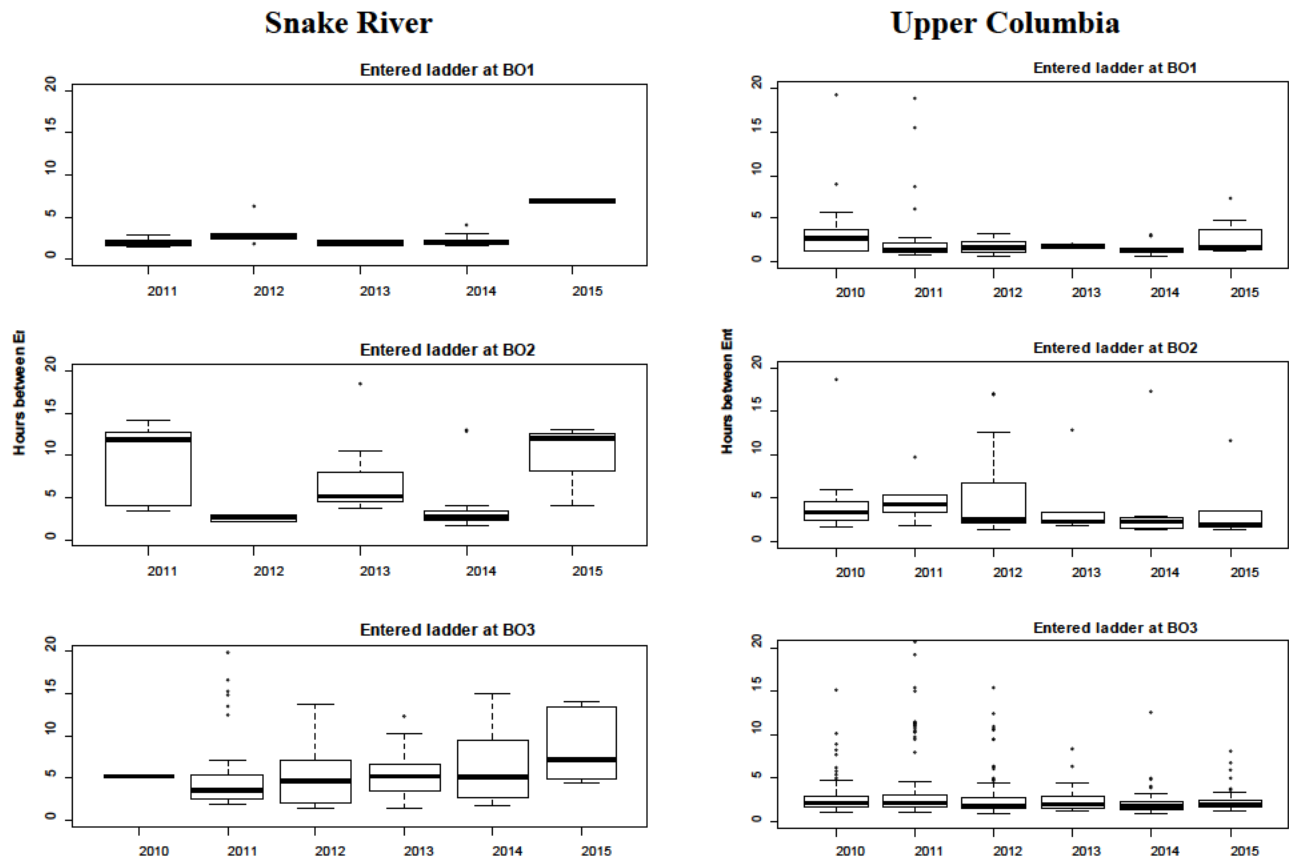 Snake River
Entered ladder at BO1
20
15
10
5
0
2011 2012 2013 2014 2015
Entered ladder at BO2
Hours between Er
20
15
10
5
0
2011 2012 2013 2014 2015
Entered ladder at BO3
20
15
10
5
0
2010 2011 2012 2013 2014 2015
Upper Columbia
Entered ladder at BO1
20
15
10
5
0
2010 2011 2012 2013 2014 2015
Entered ladder at BO2
Hours between Ent
20
15
10
5
0
2010 2011 2012 2013 2014 2015
Entered ladder at BO3
20
15
10
5
0
2010 2011 2012 2013 2014 2015